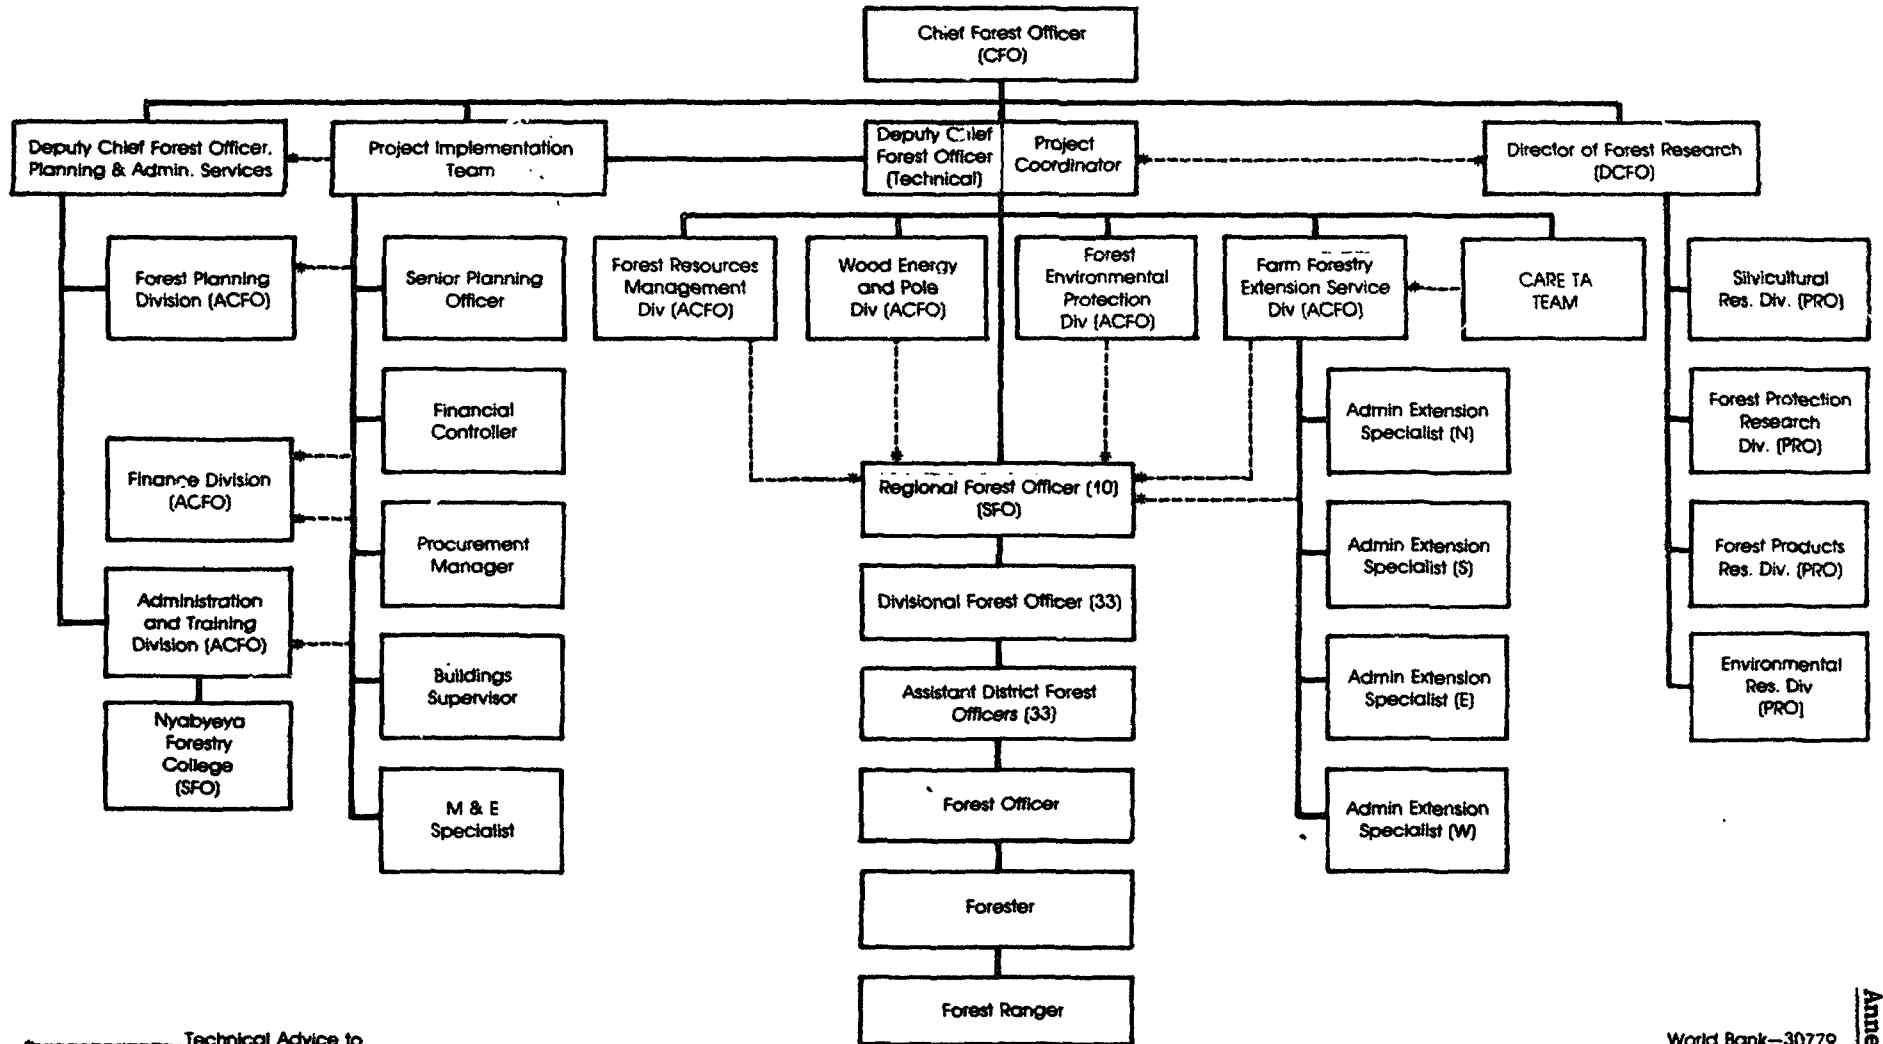 Chief Forest Officer
(CFO)
Deputy Chief Forest Officer,
Planning & Admin. Services
Project Implementation
Team
Deputy Chief
Forest Officer
(Technical)
Project
Coordinator
Director of Forest Research
(DCFO)
Forest Planning
Division (ACFO)
Senior Planning
Officer
Forest Resources
Management
Div (ACFO)
Wood Energy
and Pole
Div (ACFO)
Forest
Environmental
Protection
Div (ACFO)
Farm Forestry
Extension Service
Div (ACFO)
CARE TA
TEAM
Silvicultural
Res. Div. (PRO)
Financial
Controller
Admin Extension
Specialist (N)
Forest Protection
Research
Div. (PRO)
Finance Division
(ACFO)
Regional Forest Officer (10)
(SFO)
Procurement
Manager
Admin Extension
Specialist (S)
Forest Products
Res. Div. (PRO)
Administration
and Training
Division (ACFO)
Divisional Forest Officer (33)
Buildings
Supervisor
Assistant District Forest
Officers (33)
Admin Extension
Specialist (E)
Environmental
Res. Div
(PRO)
Nyabyeya
Forestry
College
(SFO)
M & E
Specialist
Forest Officer
Admin Extension
Specialist (W)
Forester
Forest Ranger
Technical Advice to
World Bank—30779